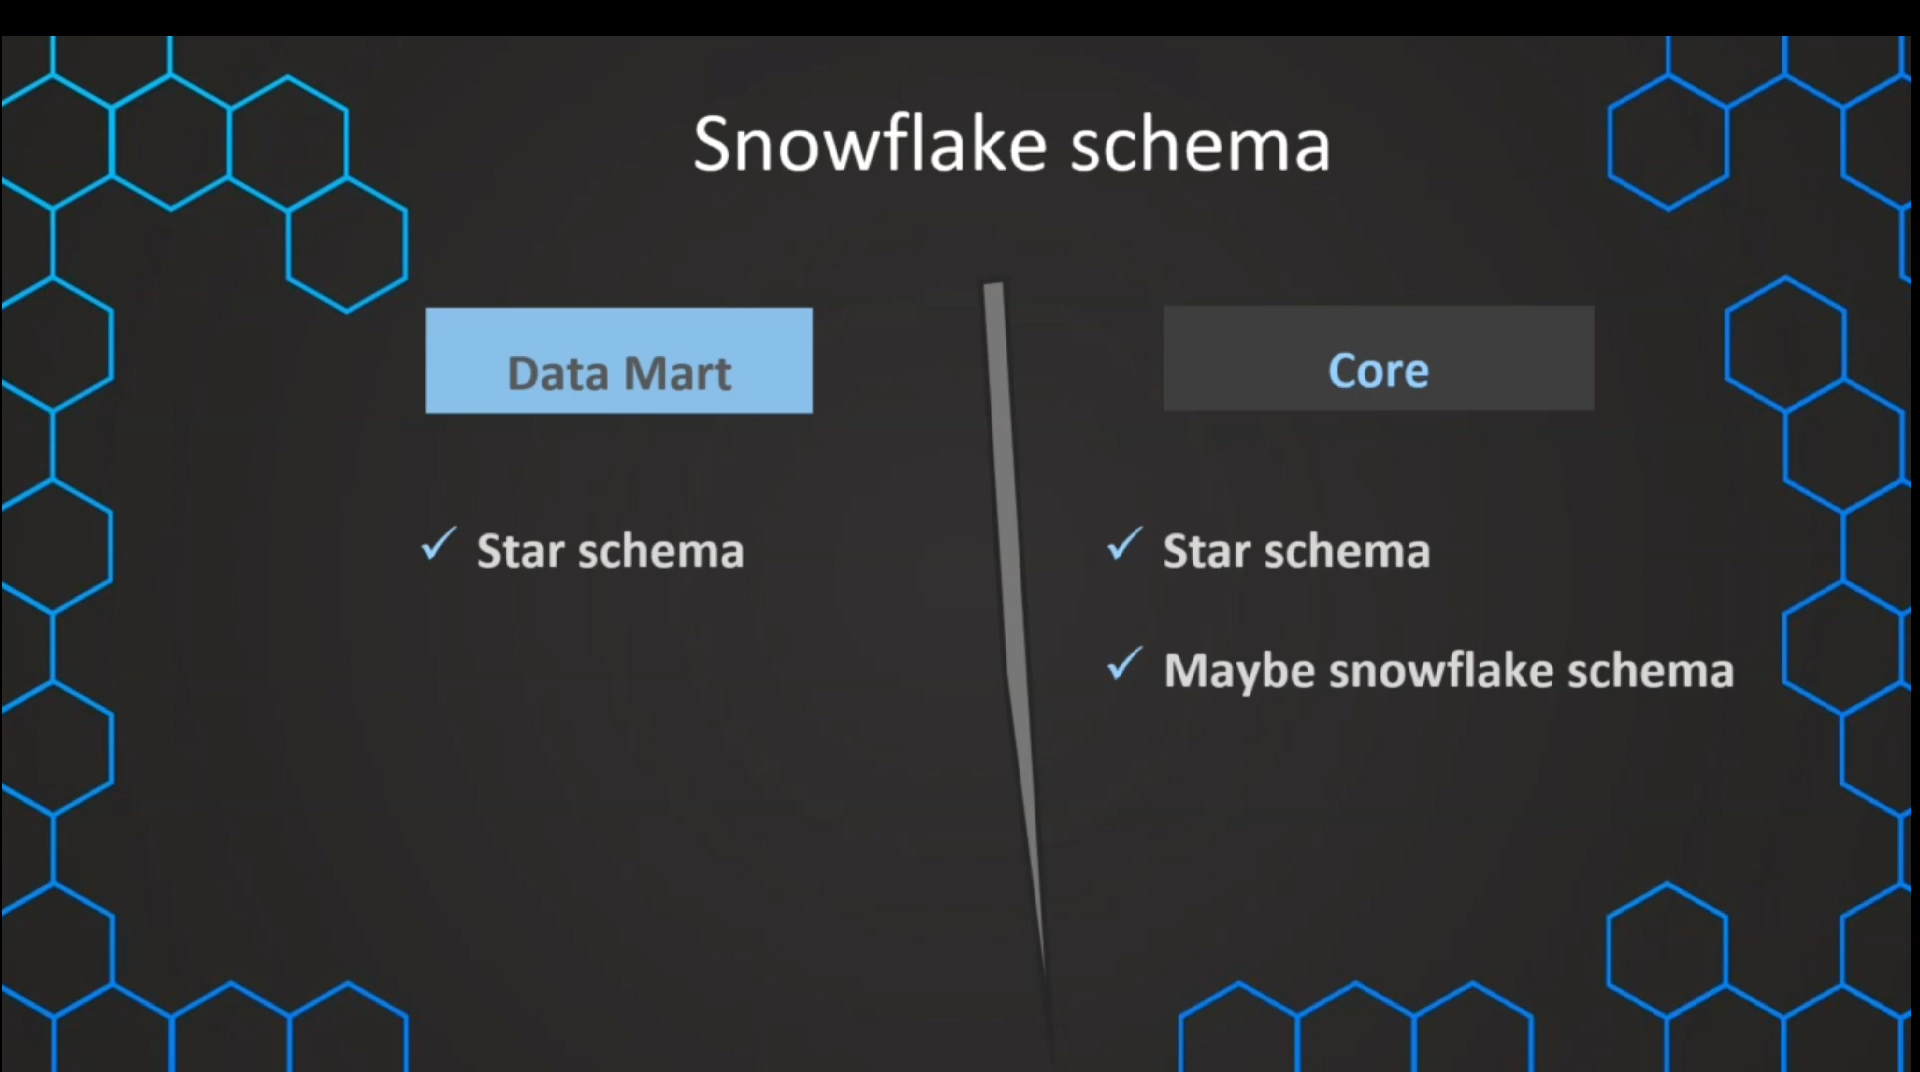 Snowflake schema
Data Mart
Core
✓ Star schema
✓ Star schema
✓ Maybe snowflake schema